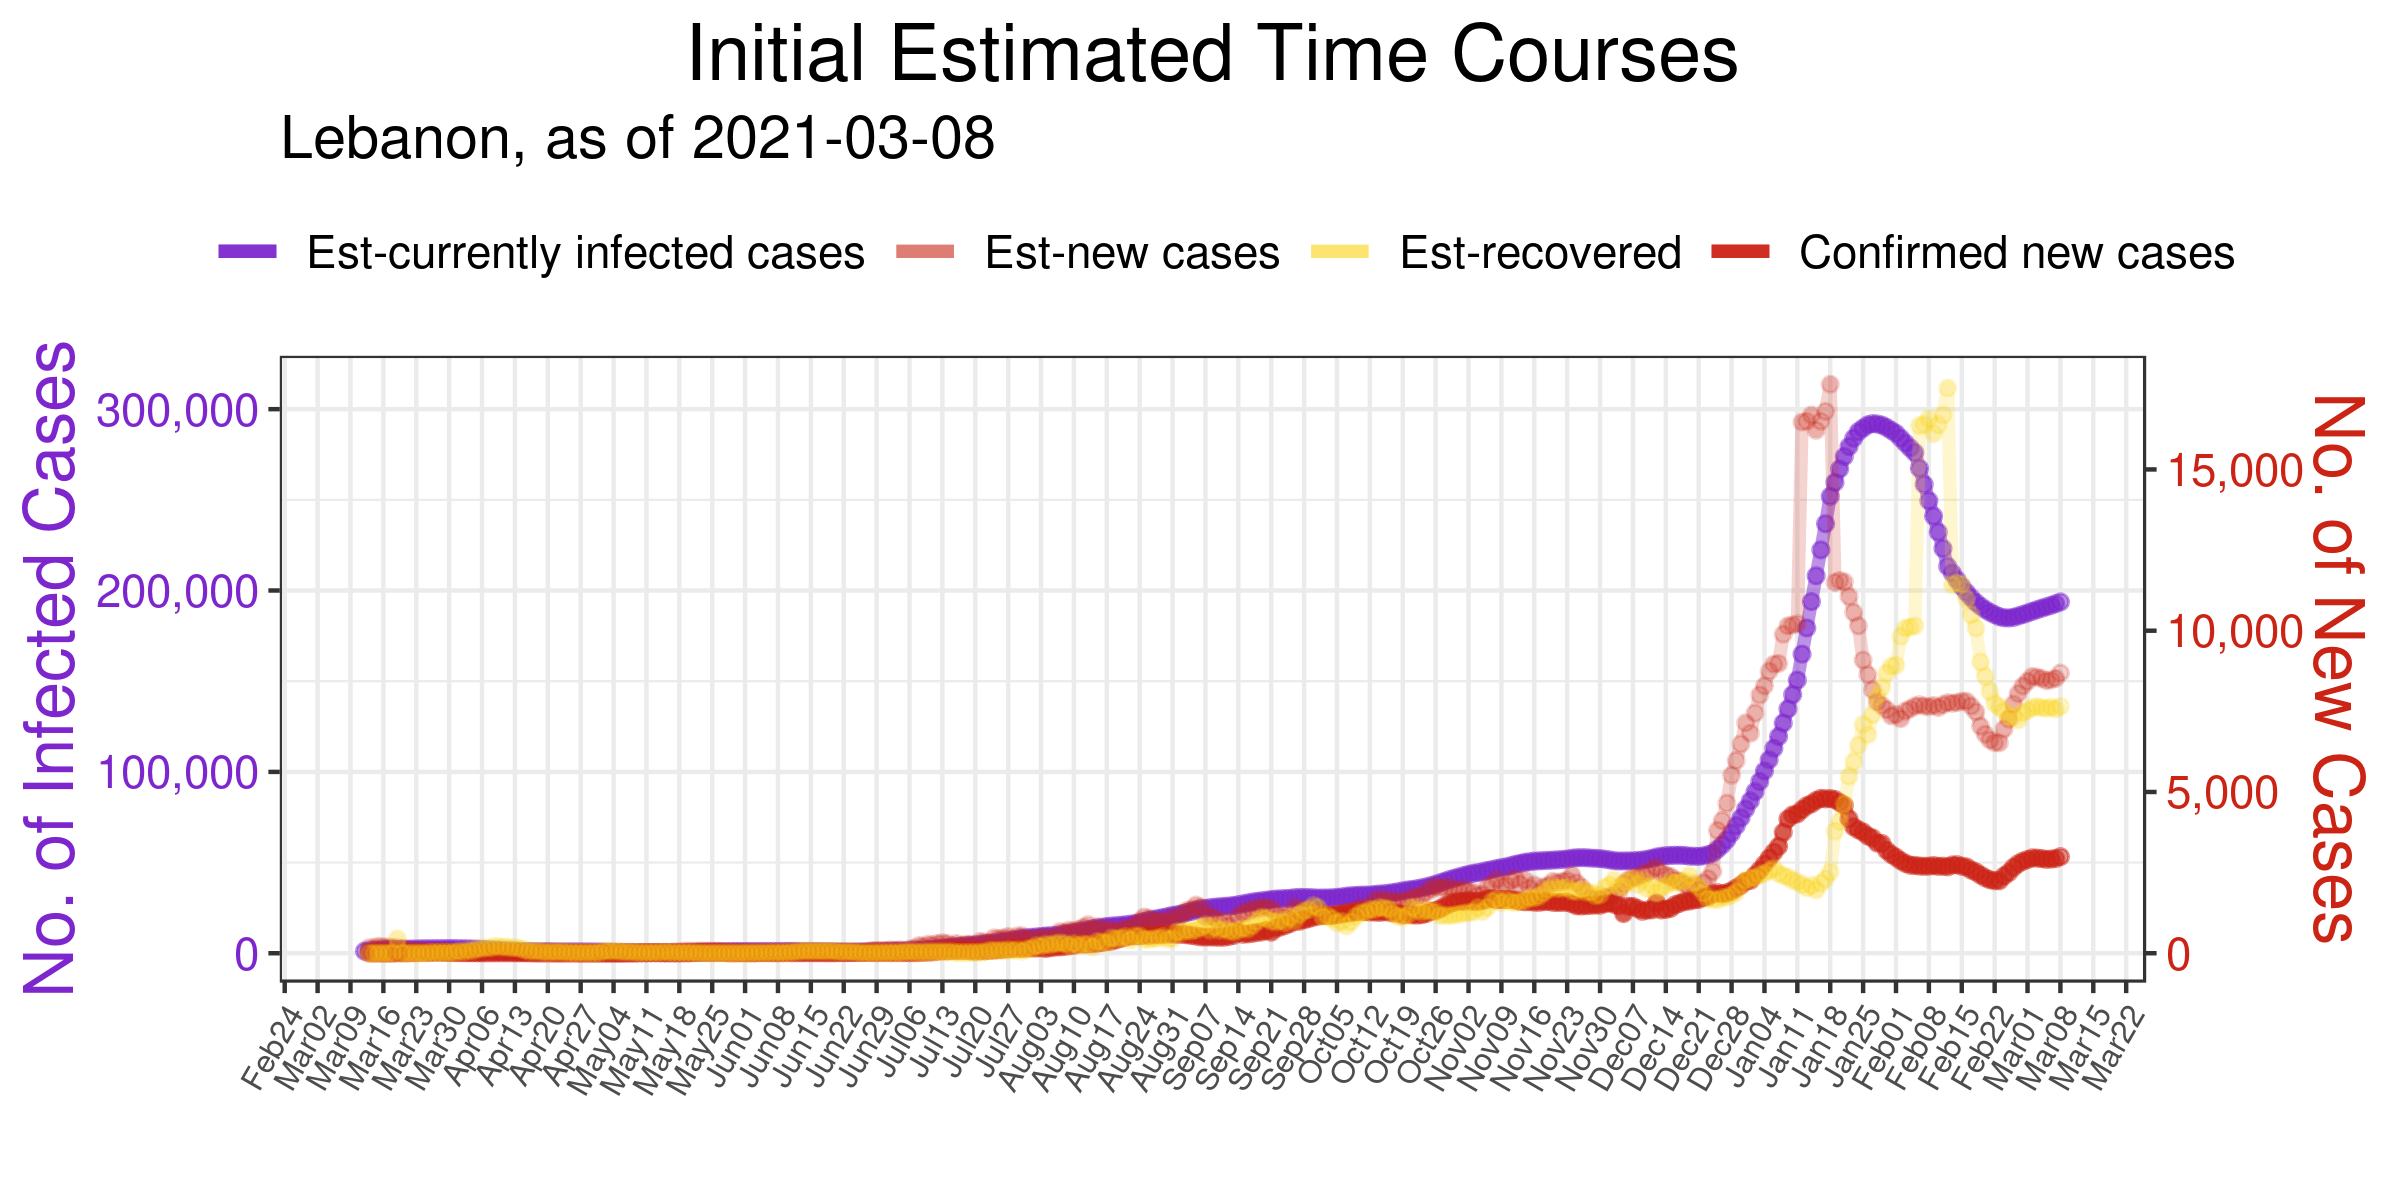 Initial Estimated Time Courses
Lebanon, as of 2021-03-08
Est-currently infected cases Est-new cases Est-recovered Confirmed new cases
No. of Infected Cases
300,000
200,000
100,000
0
15,000
10,000
5,000
0
No. of New Cases
Feb24 Mar02 Mar09 Mar16 Mar23 Mar30 Apr06 Apr13 Apr20 Apr27 May04 May11 May18 May25 Jun01 Jun08 Jun15 Jun22 Jun29 Jul06 Jul13 Jul20 Jul27 Aug03 Aug10 Aug17 Aug24 Aug31 Sep07 Sep14 Sep21 Sep28 Oct05 Oct12 Oct19 Oct26 Nov02 Nov09 Nov16 Nov23 Nov30 Dec07 Dec14 Dec21 Dec28 Jan04 Jan11 Jan18 Jan25 Feb01 Feb08 Feb15 Feb22 Mar01 Mar08 Mar15 Mar22